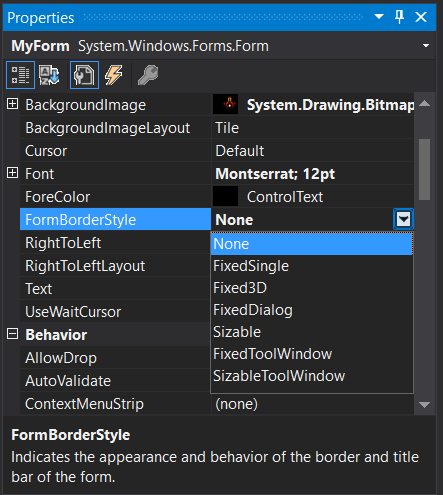 Properties
MyForm System.Windows.Forms.Form
BackgroundImage System.Drawing.Bitmap
BackgroundImageLayout Tile
Cursor Default
Font Montserrat; 12pt
ForeColor ControlText
FormBorderStyle None
RightToLeft None
RightToLeftLayout FixedSingle
Fixed3D
Text FixedDialog
UseWaitCursor Sizable
Behavior FixedToolWindow
AllowDrop SizableToolWindow
AutoValidate
ContextMenuStrip (none)
FormBorderStyle
Indicates the appearance and behavior of the border and title
bar of the form.